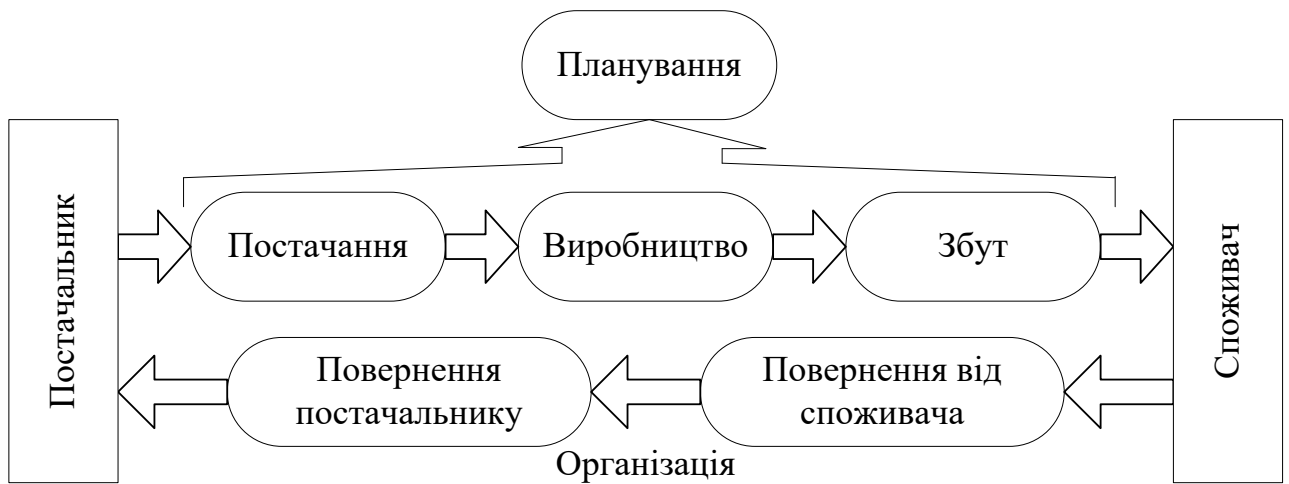 Планування
Постачальник
Постачання
Виробництво
Збут
Споживач
Повернення
постачальнику
Повернення від
споживача
Організація